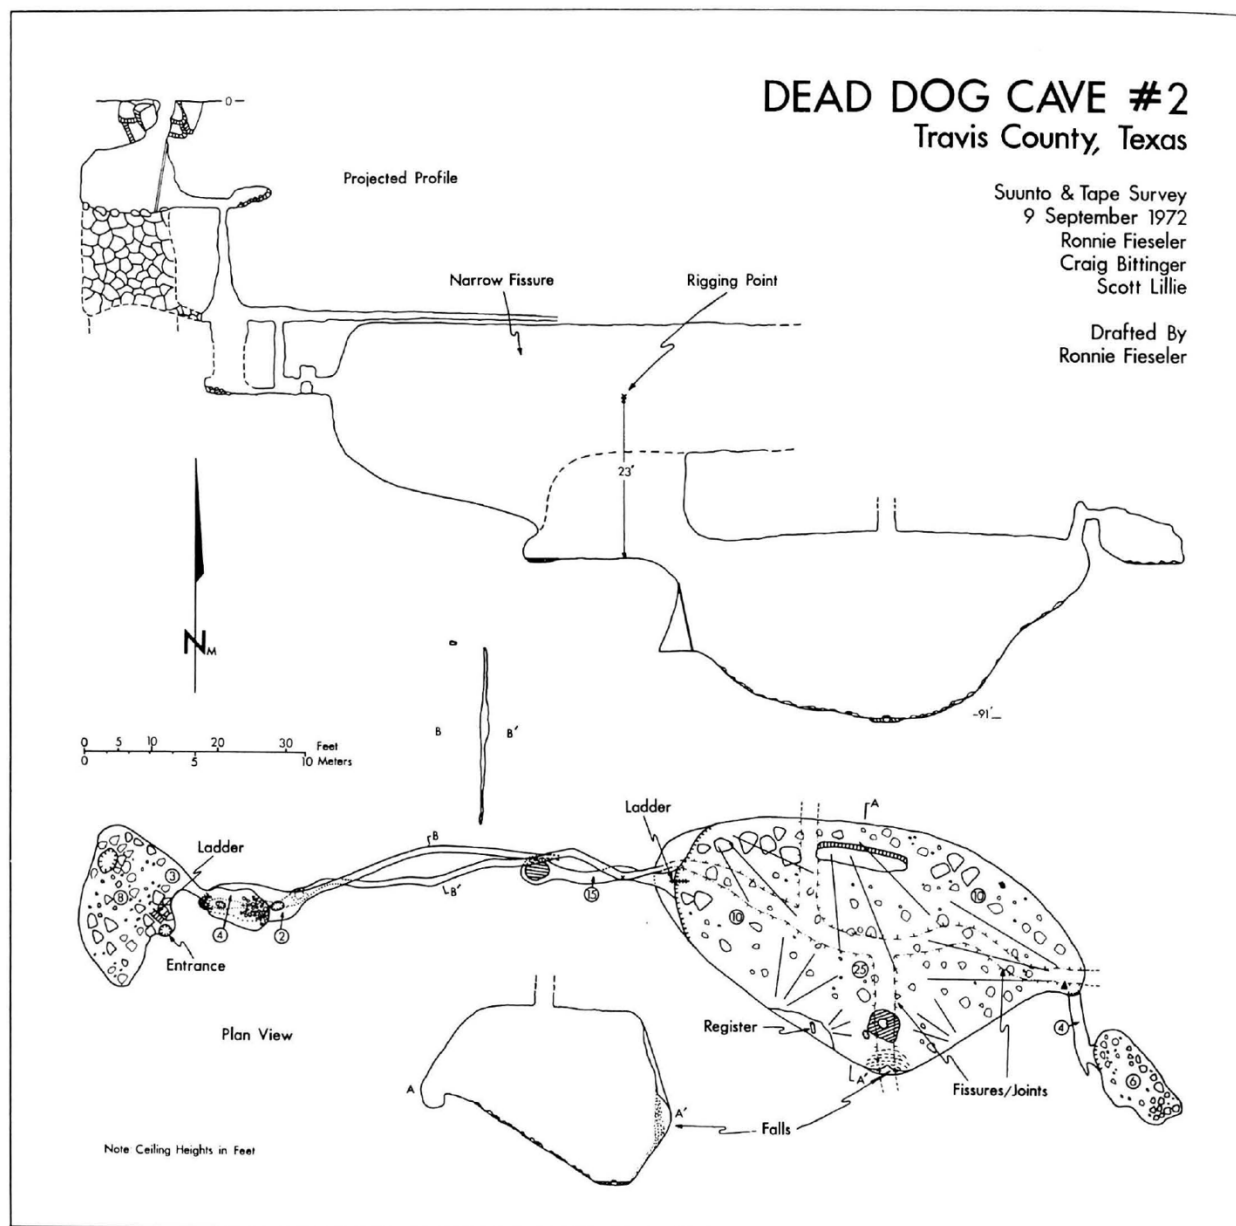 DEAD DOG CAVE #2
Travis County, Texas
Suunto & Tape Survey
9 September 1972
Ronnie Fieseler
Craig Bittinger
Scott Lillie
Drafted By
Ronnie Fieseler
0
Projected Profile
Narrow Fissure
Rigging Point
23'
-91'
NM
B
B'
0 5 10 20 30 Feet
0 5 10 Meters
Ladder
Ladder
A
B
B'
3
8
4
2
15
10
10
25
4
6
Entrance
Register
A'
Fissures/Joints
Plan View
A
A'
Falls
Note Ceiling Heights in Feet